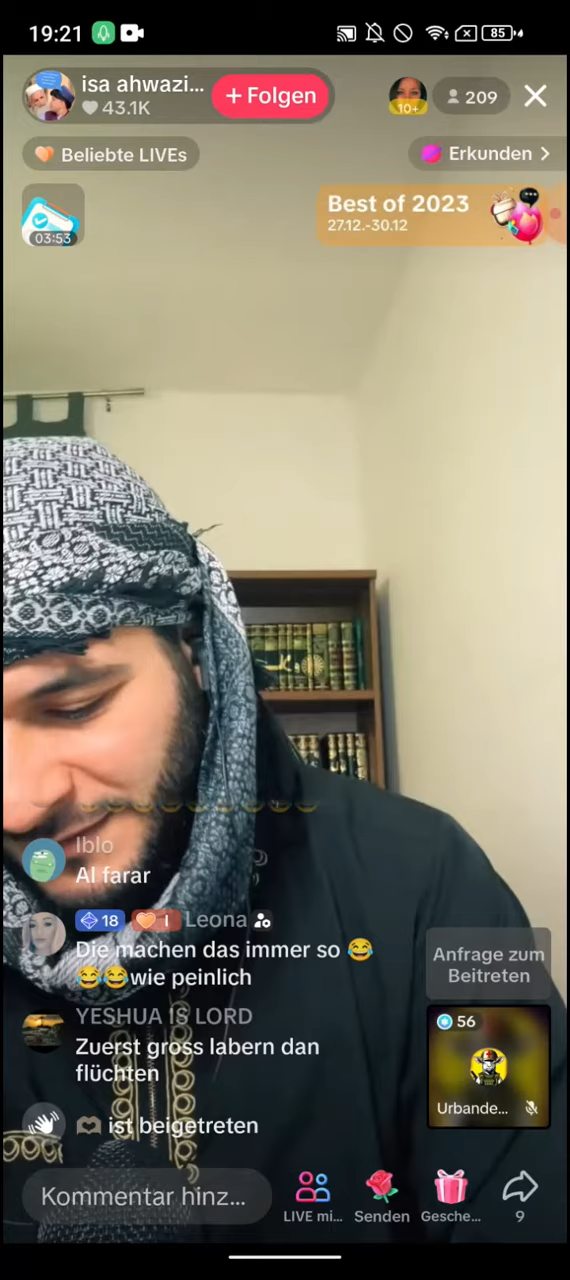 19:21
85
isa ahwazi...
43.1K
+ Folgen
10+
209
Beliebte LIVEs
Erkunden >
03:53
Best of 2023
27.12.-30.12
Iblo
Al farar
18 I Leona
Die machen das immer so 😂
😂😂wie peinlich
YESHUA IS LORD
Zuerst gross labern dan
flüchten
🫶🏽 ist beigetreten
Anfrage zum
Beitreten
56
Urbande...
Kommentar hinz...
LIVE mi...
Senden
Gesche...
9